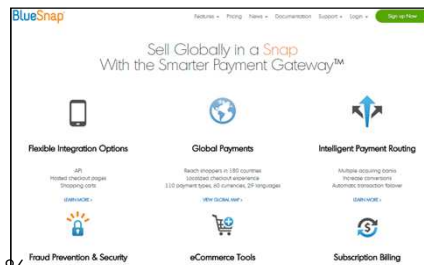 BlueSnap
Features Pricing News Documentation Support Login Sign up Now
Sell Globally in a Snap
With the Smarter Payment Gateway™
Flexible Integration Options
API
Hosted checkout pages
Shopping carts
LEARN MORE ›
Global Payments
Reach shoppers in 180 countries
Localized checkout experience
110 payment types, 60 currencies, 29 languages
VIEW GLOBAL MAP ›
Intelligent Payment Routing
Multiple acquiring banks
Increase conversions
Automatic transaction failover
LEARN MORE ›
Fraud Prevention & Security
eCommerce Tools
Subscription Billing